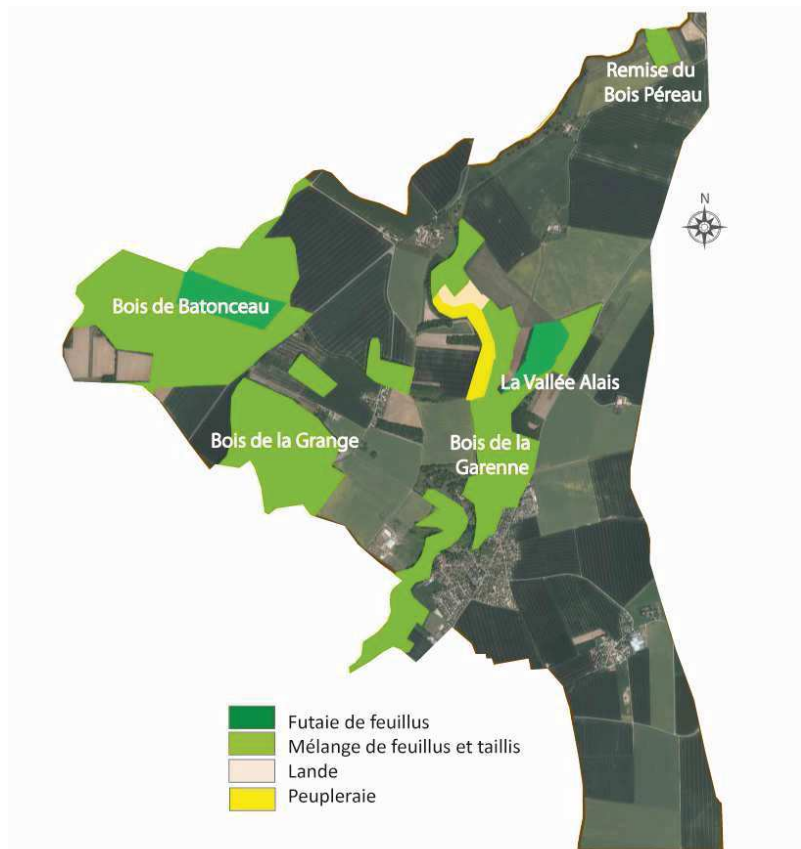 Remise du
Bois Péreau
N
Bois de Batonceau
La Vallée Alais
Bois de la Grange
Bois de la
Garenne
Futaie de feuillus
Mélange de feuillus et taillis
Lande
Peupleraie